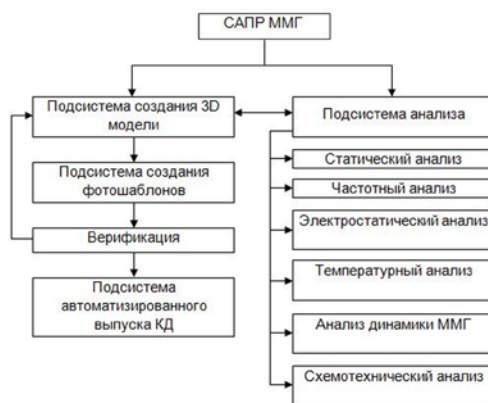 САПР ММГ
Подсистема создания 3D
модели
Подсистема создания
фотошаблонов
Верификация
Подсистема
автоматизированного
выпуска КД
Подсистема анализа
Статический анализ
Частотный анализ
Электростатический анализ
Температурный анализ
Анализ динамики ММГ
Схемотехнический анализ